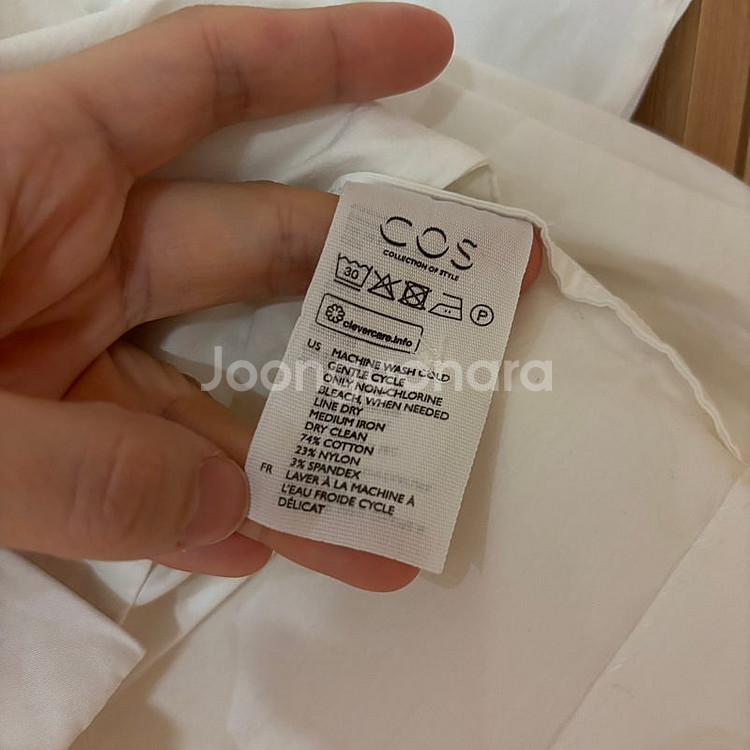 COS
COLLECTION OF STYLE
30
P
clevercare.info
US MACHINE WASH COLD
GENTLE CYCLE
ONLY NON-CHLORINE
BLEACH, WHEN NEEDED
LINE DRY
MEDIUM IRON
DRY CLEAN
74% COTTON
23% NYLON
3% SPANDEX
FR LAVER À LA MACHINE À
L'EAU FROIDE CYCLE
DÉLICAT